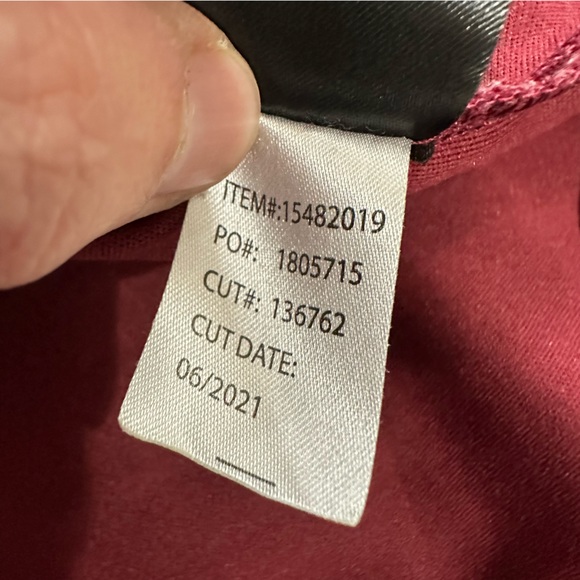 ITEM#:15482019
PO#: 1805715
CUT#: 136762
CUT DATE:
06/2021